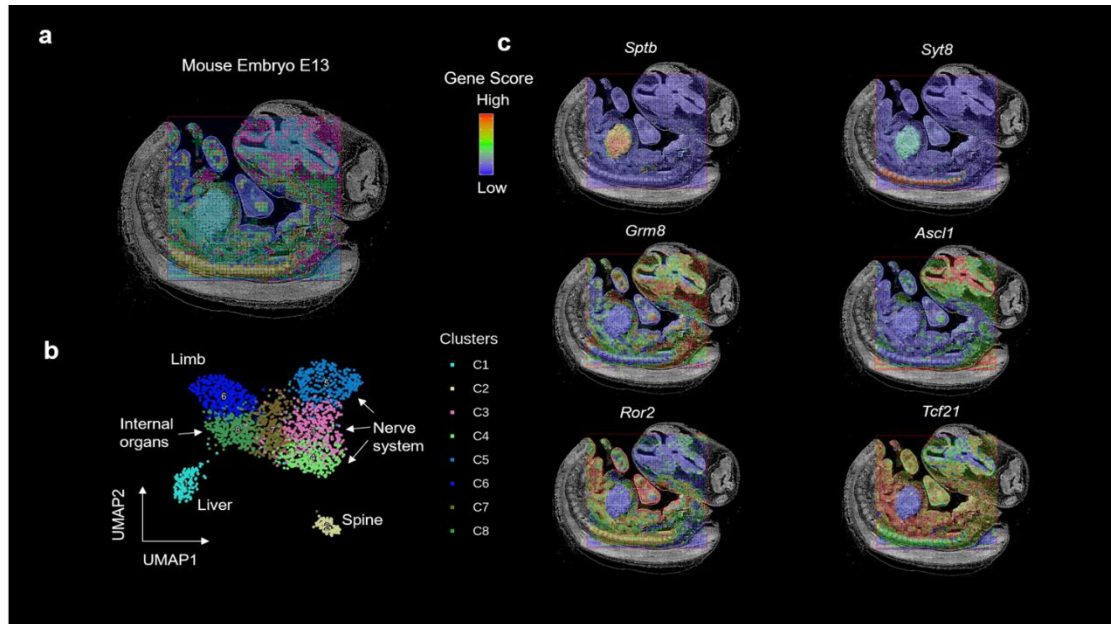 a
Mouse Embryo E13
b
Limb
Internal
organs
Liver
Nerve
system
Spine
UMAP2
UMAP1
Clusters
C1
C2
C3
C4
C5
C6
C7
C8
6
c
Gene Score
High
Low
Sptb
Syt8
Grm8
Ascl1
Ror2
Tcf21